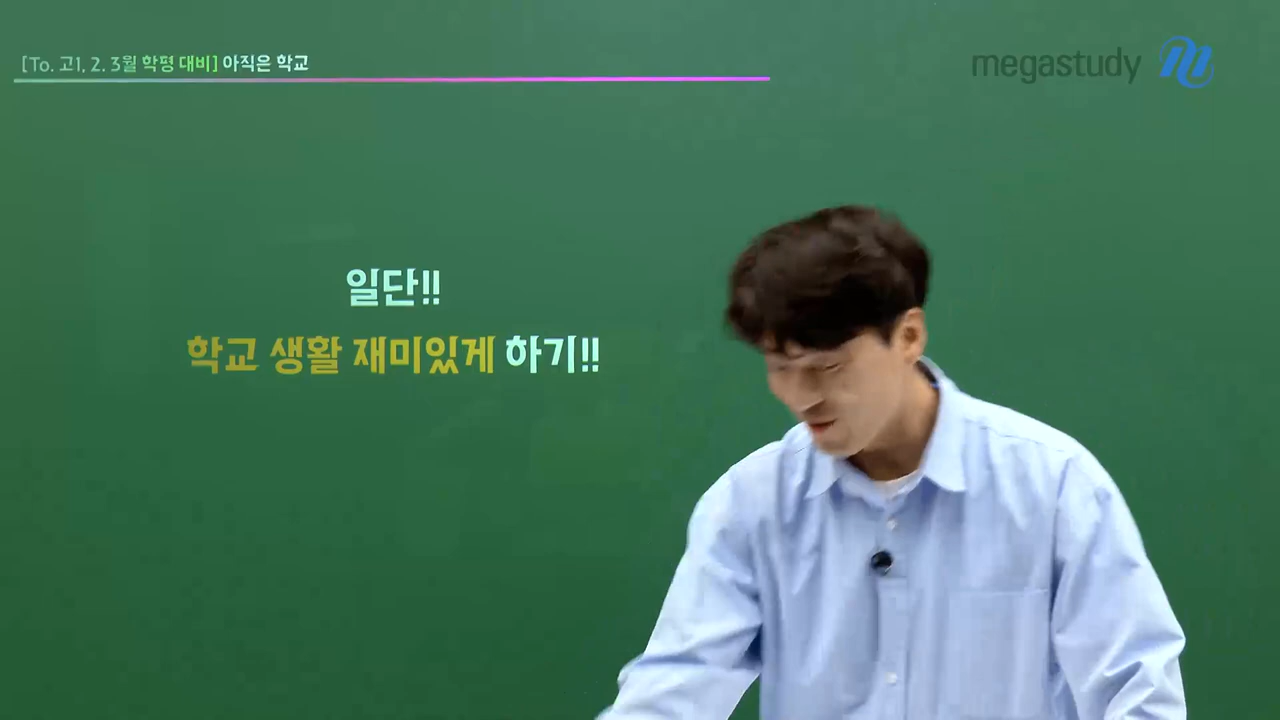 [To. 고1, 2. 3월 학평 대비] 아직은 학교
megastudy
일단!!
학교 생활 재미있게 하기!!